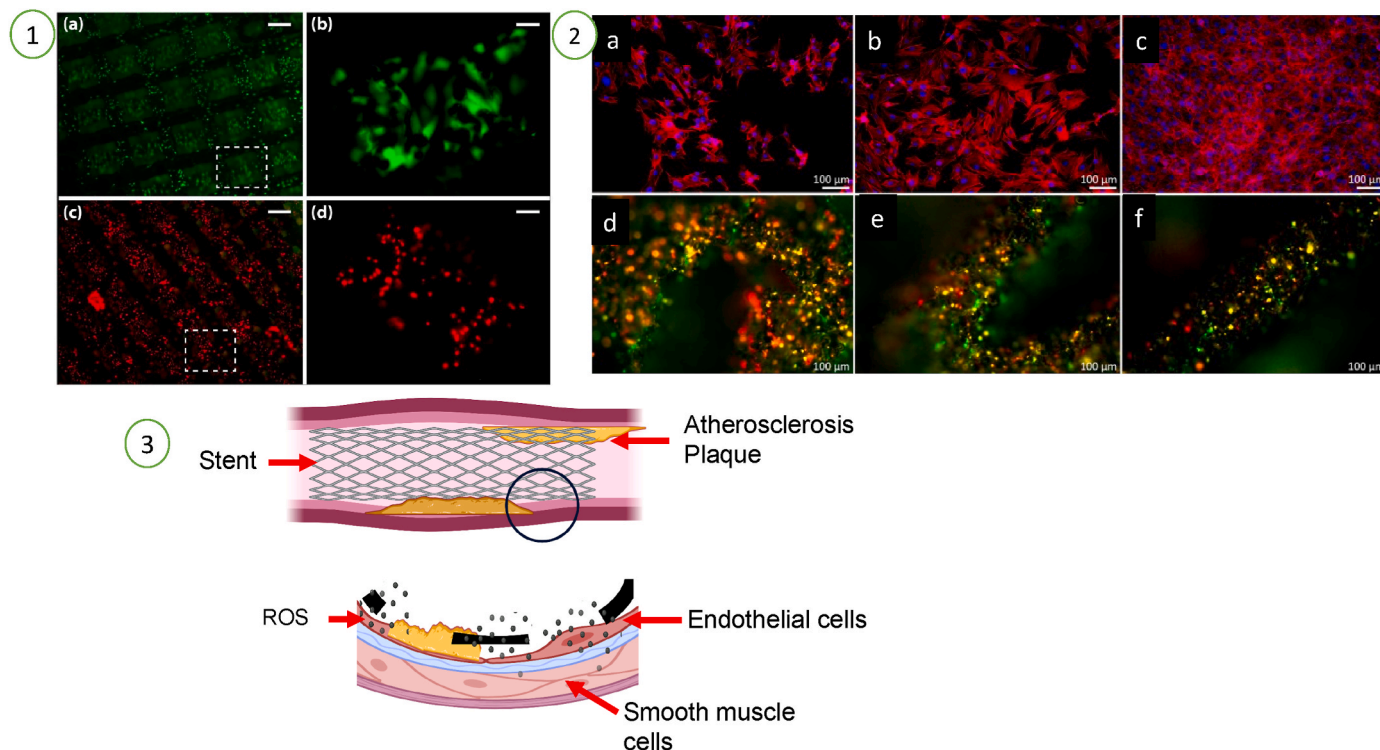 1
(a)
(b)
(c)
(d)
2
a
b
c
100 μm
100 μm
100 μm
d
e
f
100 μm
100 μm
100 μm
3
Stent
Atherosclerosis
Plaque
ROS
Endothelial cells
Smooth muscle
cells